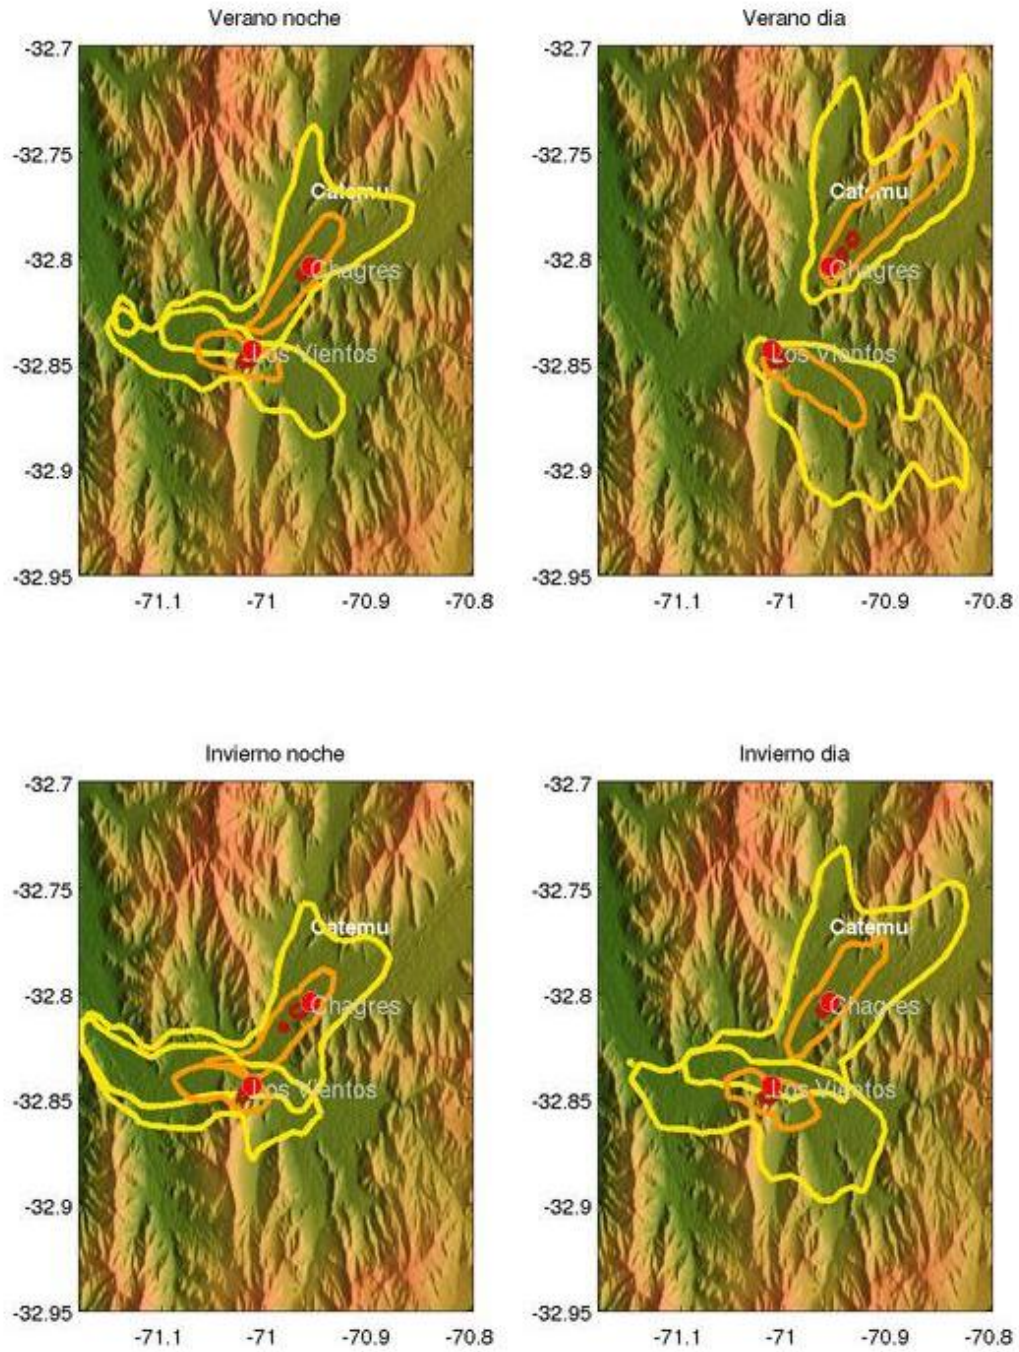 Verano noche
Verano dia
-32.7
-32.7
-32.75
-32.75
Catemu
Catemu
-32.8
-32.8
Chagres
Chagres
-32.85
-32.85
Los Vientos
Los Vientos
-32.9
-32.9
-32.95
-32.95
-71.1 -71 -70.9 -70.8
-71.1 -71 -70.9 -70.8
Invierno noche
Invierno dia
-32.7
-32.7
-32.75
-32.75
Catemu
Catemu
-32.8
-32.8
Chagres
Chagres
-32.85
-32.85
Los Vientos
Los Vientos
-32.9
-32.9
-32.95
-32.95
-71.1 -71 -70.9 -70.8
-71.1 -71 -70.9 -70.8